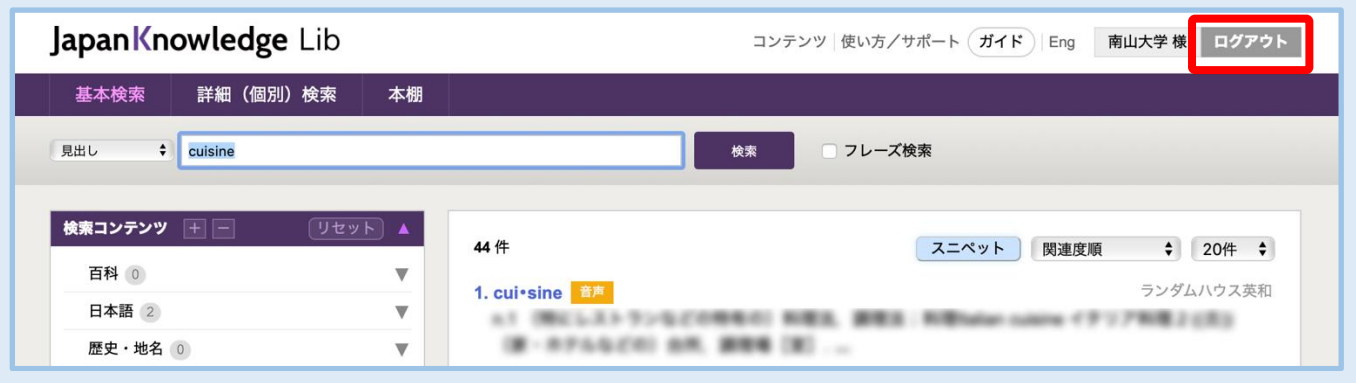 JapanKnowledge Lib
コンテンツ 使い方／サポート ガイド Eng 南山大学 様 ログアウト
基本検索 詳細（個別）検索 本棚
見出し cuisine 検索 フレーズ検索
検索コンテンツ + − リセット ▲
百科 0 ▼
日本語 2 ▼
歴史・地名 0 ▼
44 件 スニペット 関連度順 20件
1. cui•sine 音声 ランダムハウス英和